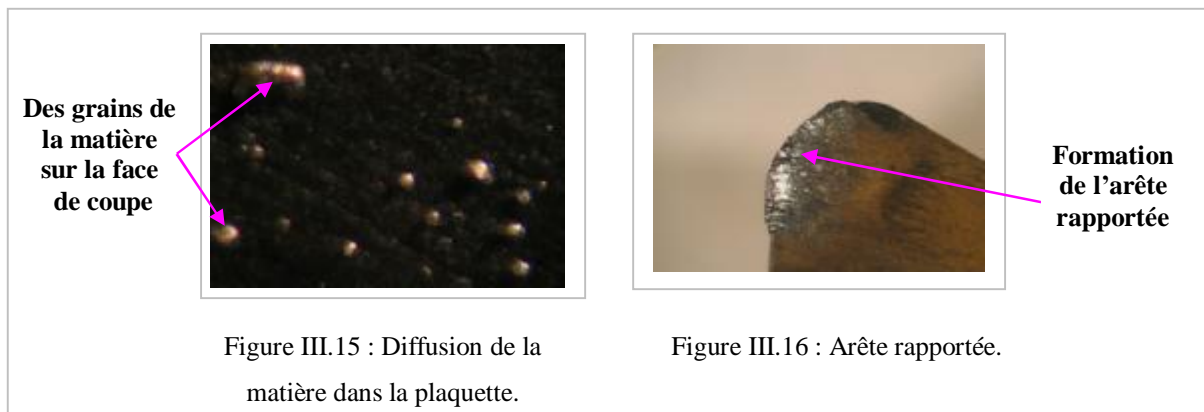 Des grains de
la matière
sur la face
de coupe
Formation
de l’arête
rapportée
Figure III.15 : Diffusion de la
matière dans la plaquette.
Figure III.16 : Arête rapportée.